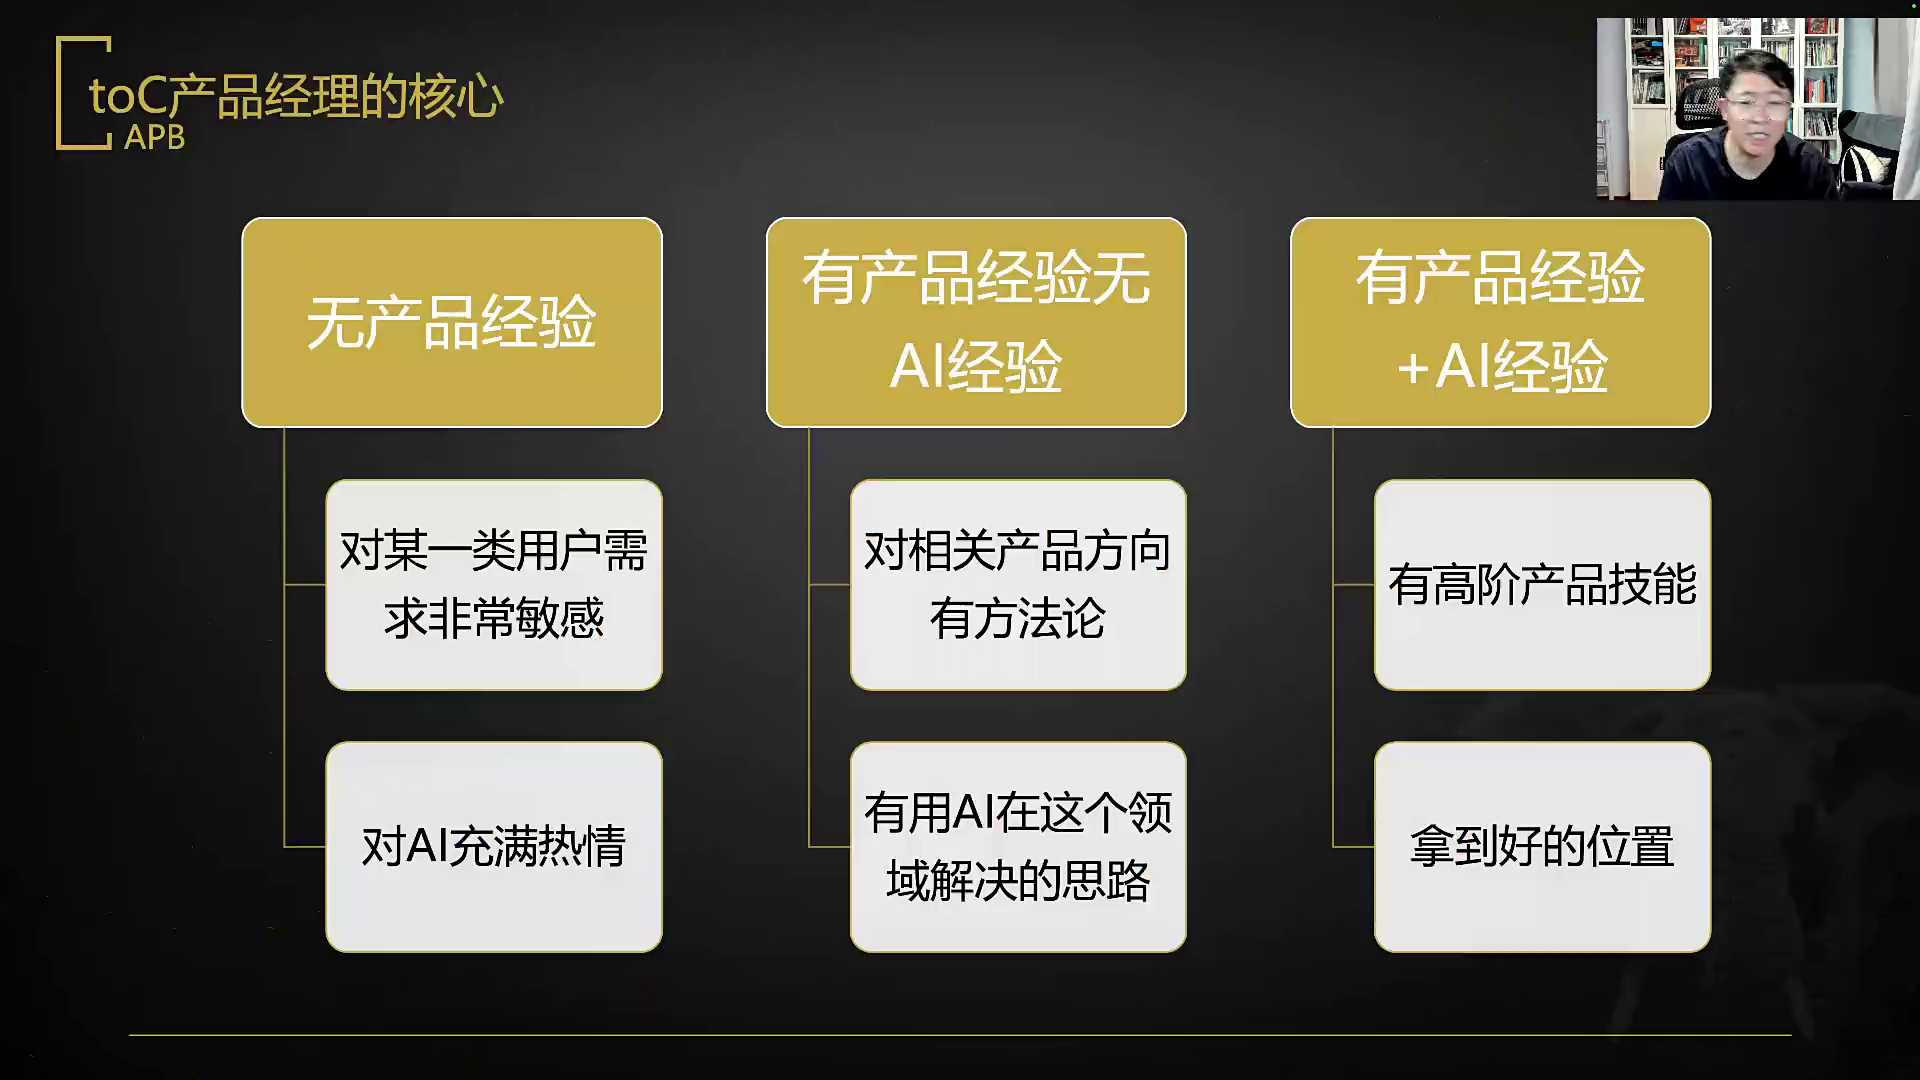 toC产品经理的核心
APB
无产品经验
对某一类用户需
求非常敏感
对AI充满热情
有产品经验无
AI经验
对相关产品方向
有方法论
有用AI在这个领
域解决的思路
有产品经验
+AI经验
有高阶产品技能
拿到好的位置